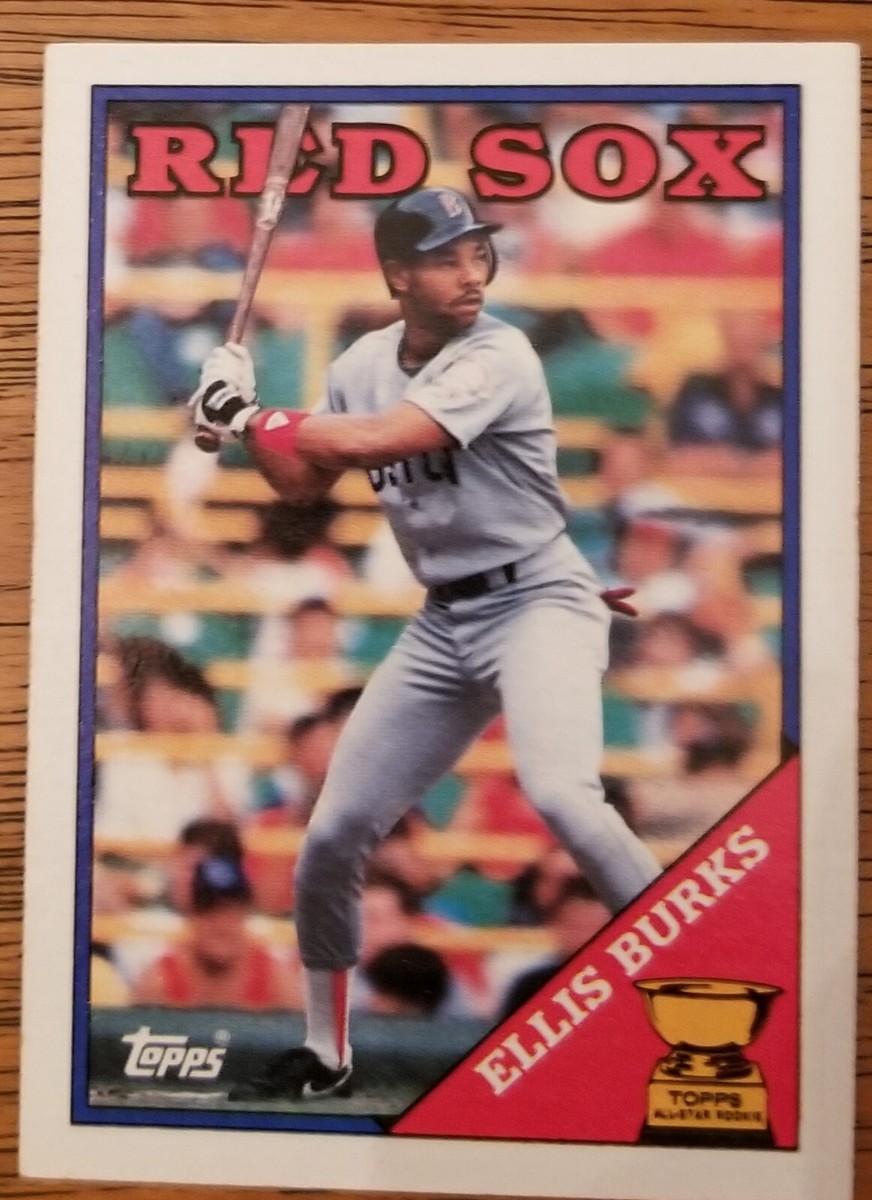 RED SOX
ELLIS BURKS
topps®
TOPPS
ALL-STAR ROOKIE